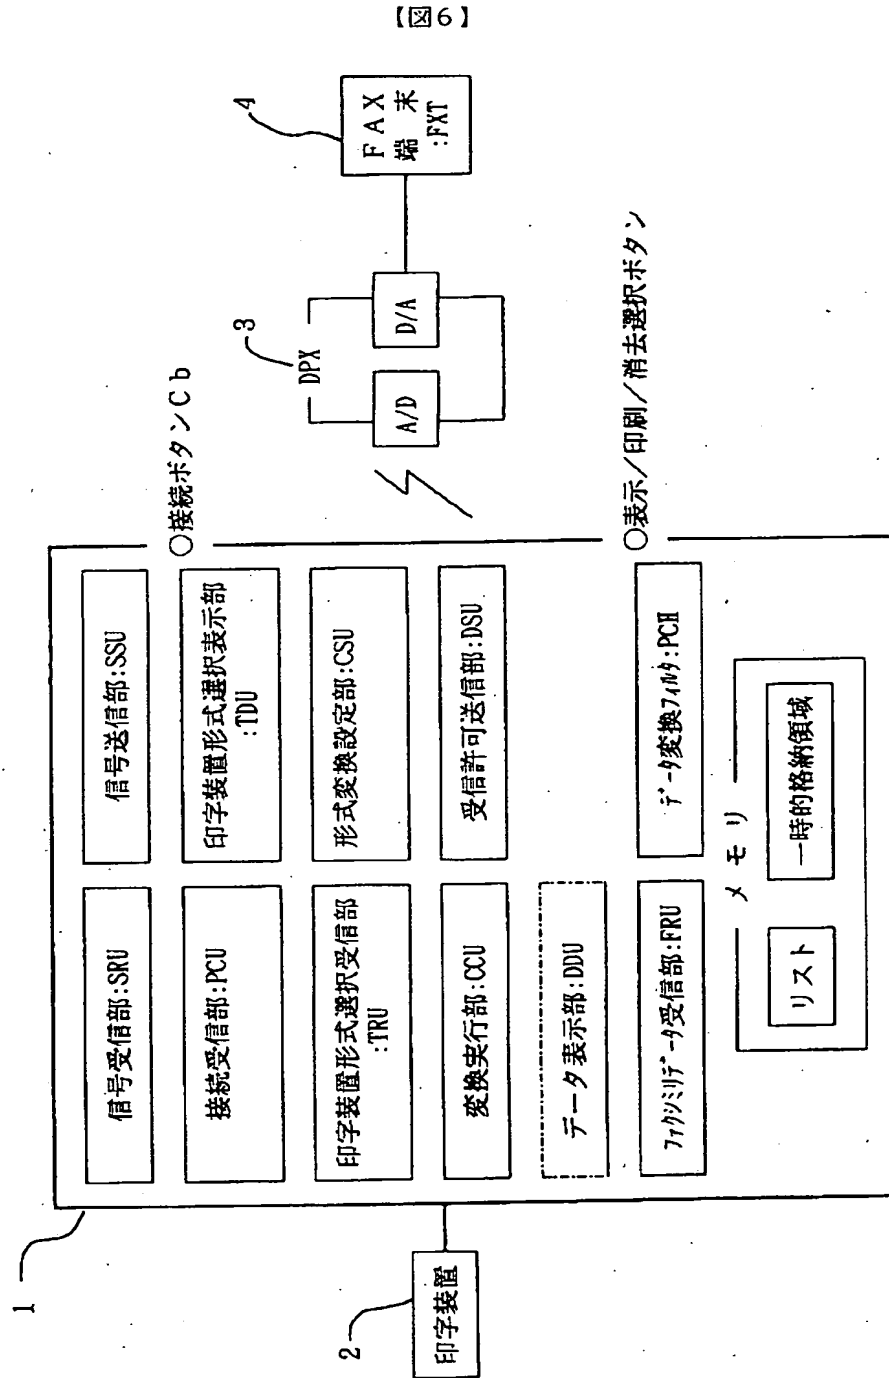 【図6】
1
信号受信部:SRU
信号送信部:SSU
接続受信部:PCU
印字装置形式選択表示部
:TDU
○接続ボタンCb
印字装置形式選択受信部
:TRU
形式変換設定部:CSU
変換実行部:CCU
受信許可送信部:DSU
データ表示部:DDU
ファクシミリデータ受信部:FRU
データ変換フィルタ:PCH
○表示/印刷/消去選択ボタン
メモリ
リスト
一時的格納領域
2
印字装置
3
DPX
A/D
D/A
4
FAX
端末
:FXT